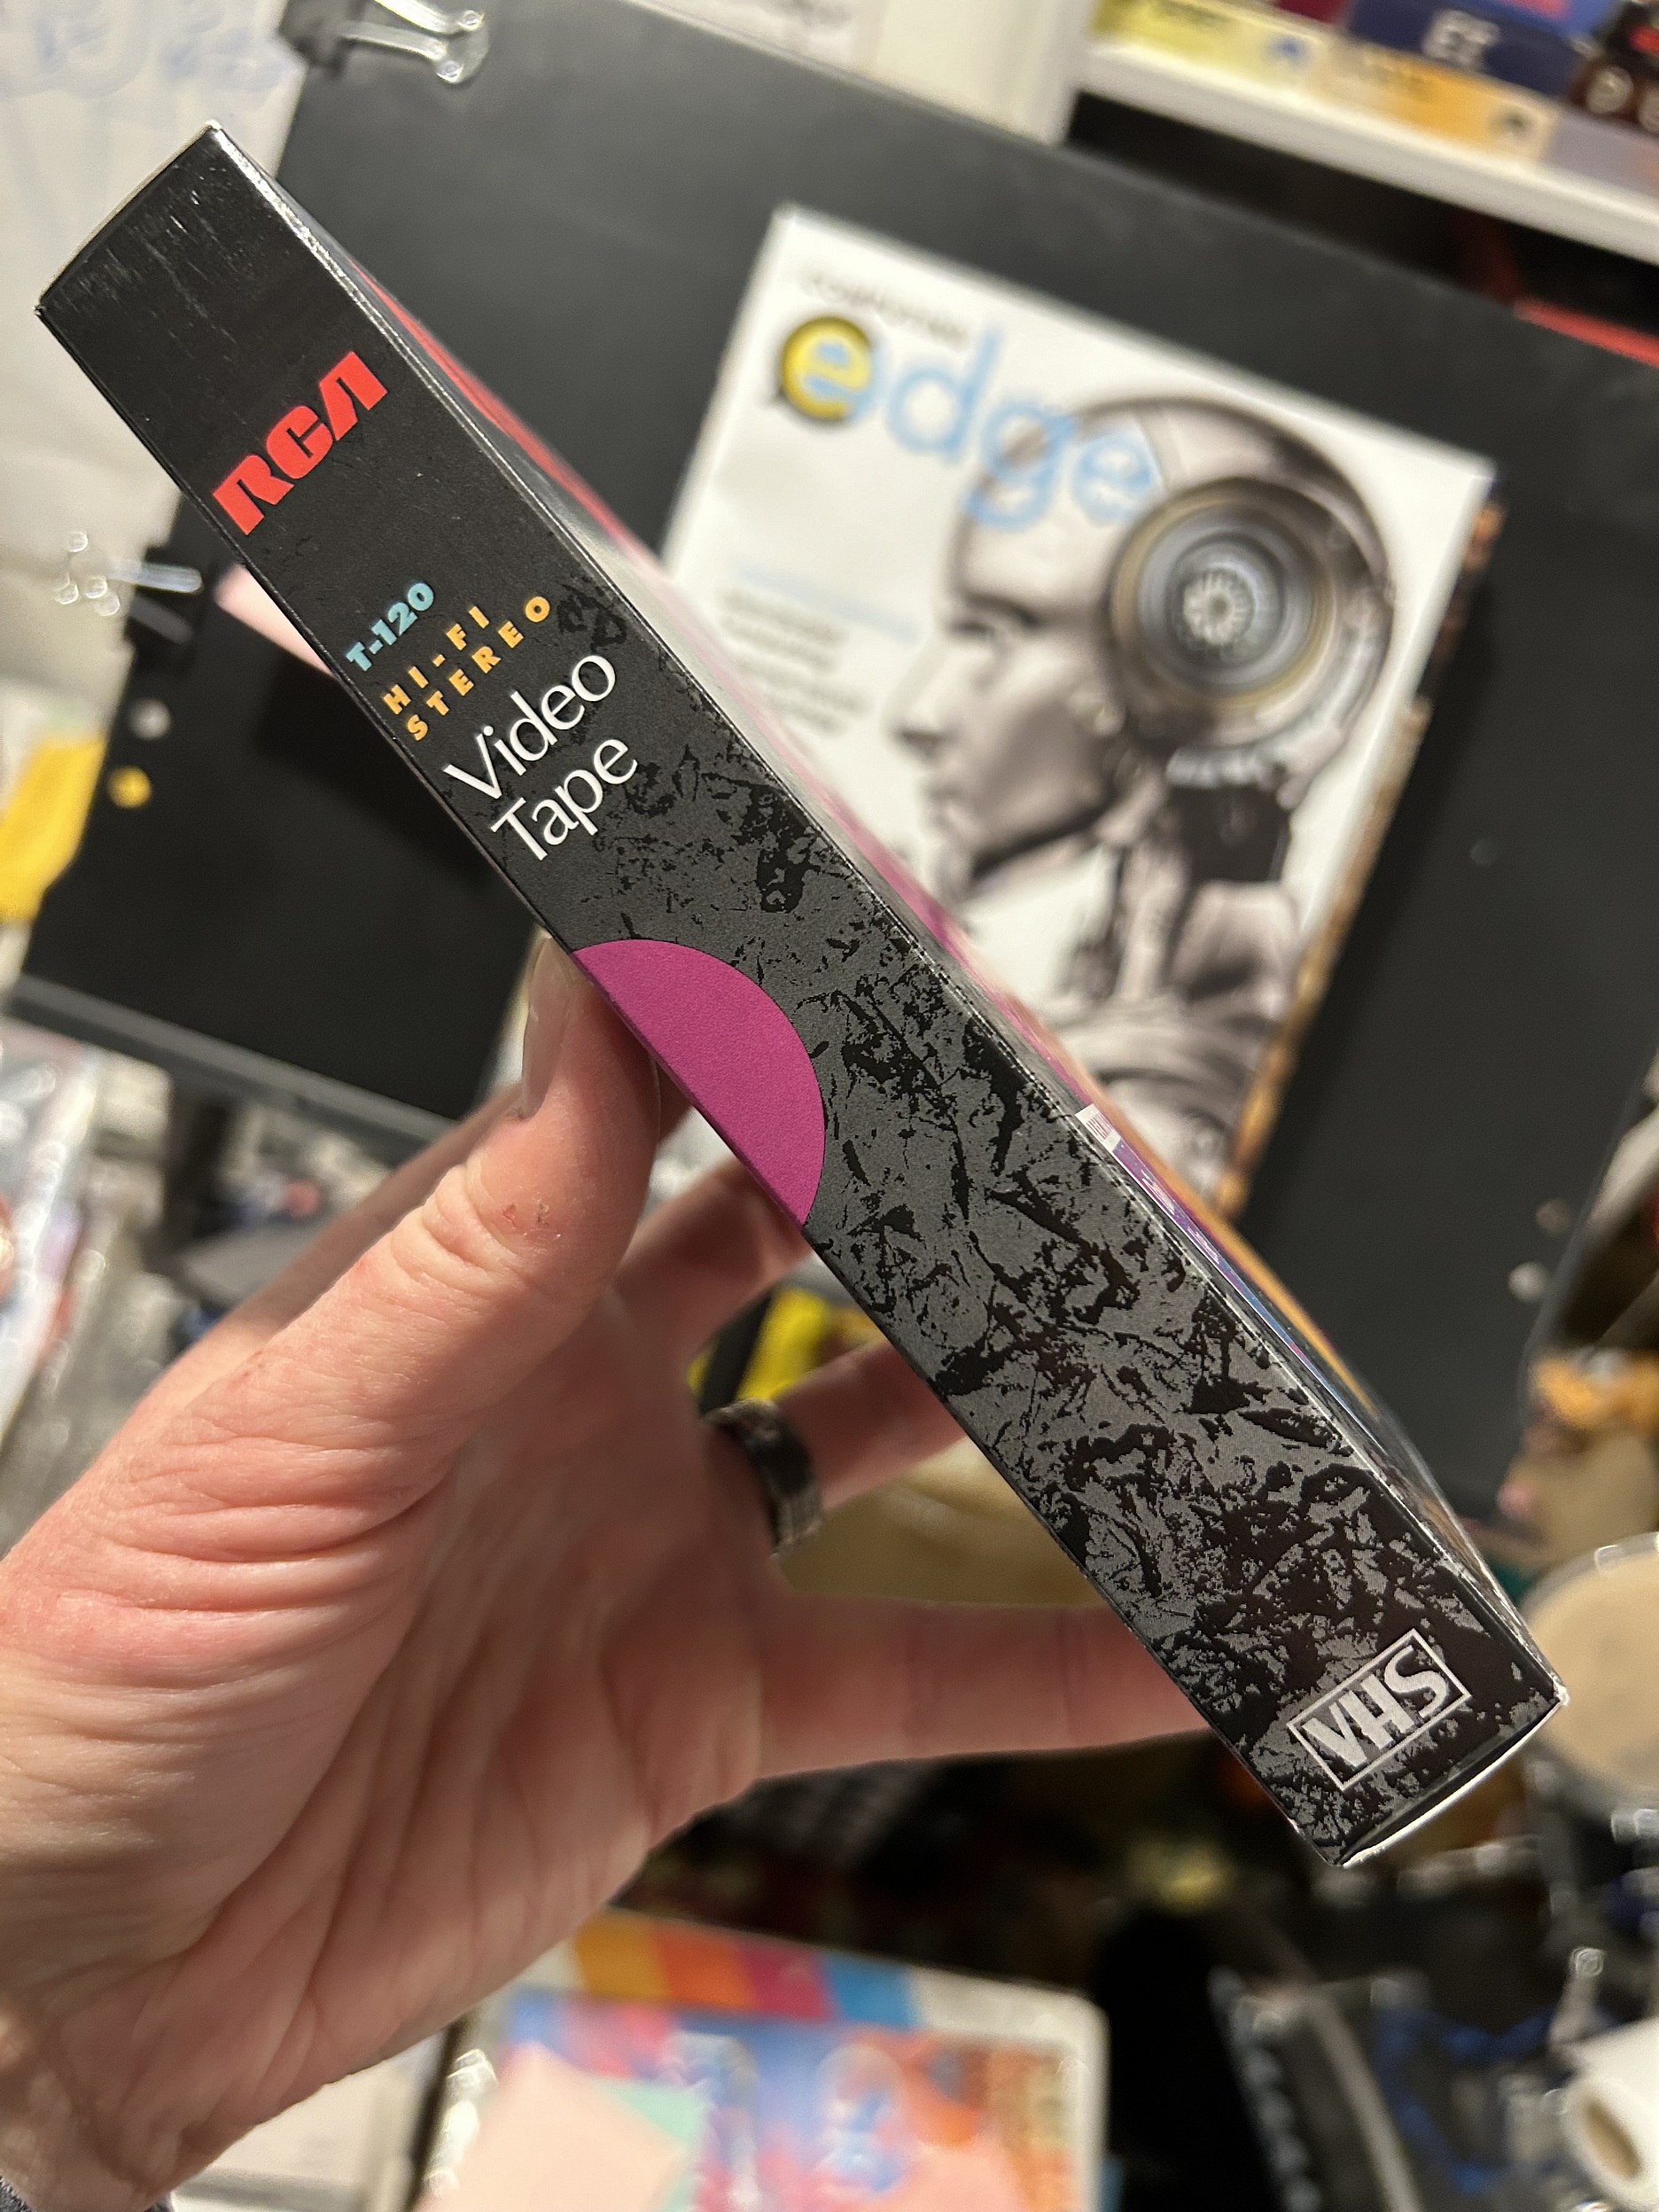 RCA
T-120
HI-FI
STEREO
Video
Tape
VHS
edge